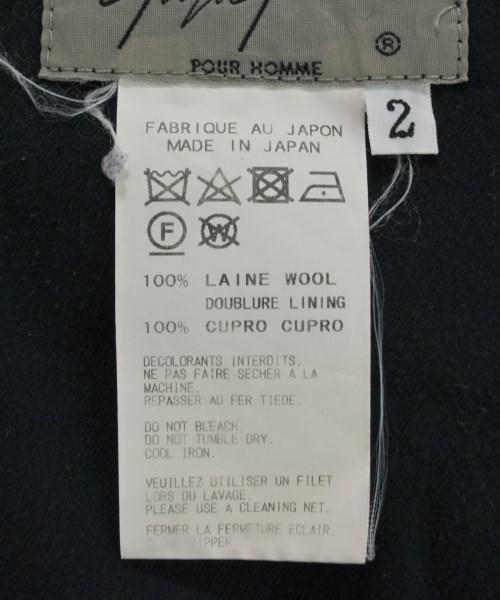 ®
POUR HOMME
2
FABRIQUE AU JAPON
MADE IN JAPAN
F
W
100% LAINE WOOL
DOUBLURE LINING
100% CUPRO CUPRO
DECOLORANTS INTERDITS.
NE PAS FAIRE SECHER A LA
MACHINE.
REPASSER AU FER TIEDE.
DO NOT BLEACH.
DO NOT TUMBLE DRY.
COOL IRON.
VEUILLEZ UTILISER UN FILET
LORS DU LAVAGE.
PLEASE USE A CLEANING NET.
FERMER LA FERMETURE ECLAIR.